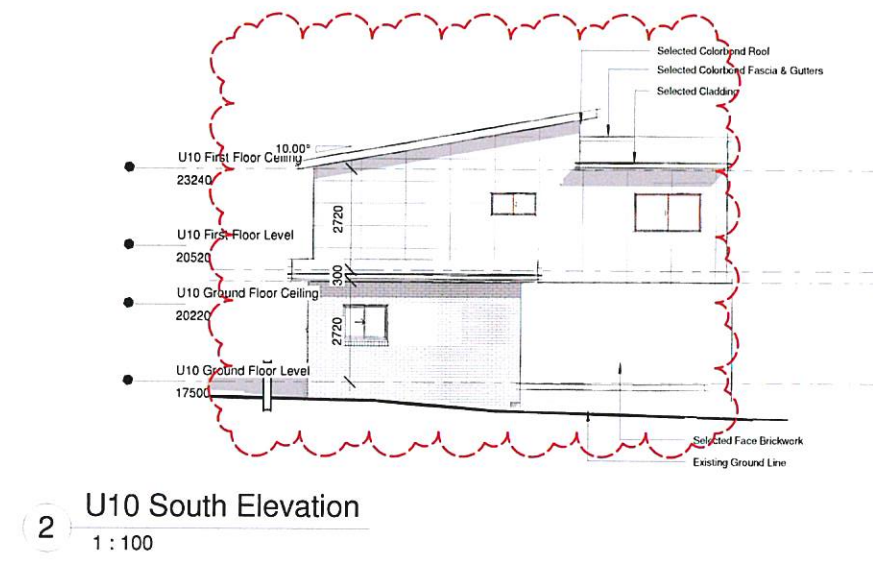 Selected Colorbond Roof
Selected Colorbond Fascia & Gutters
Selected Cladding
10.00°
U10 First Floor Ceiling
23240
2720
U10 First Floor Level
20520
300
U10 Ground Floor Ceiling
20220
2720
U10 Ground Floor Level
17500
Selected Face Brickwork
Existing Ground Line
2
U10 South Elevation
1 : 100